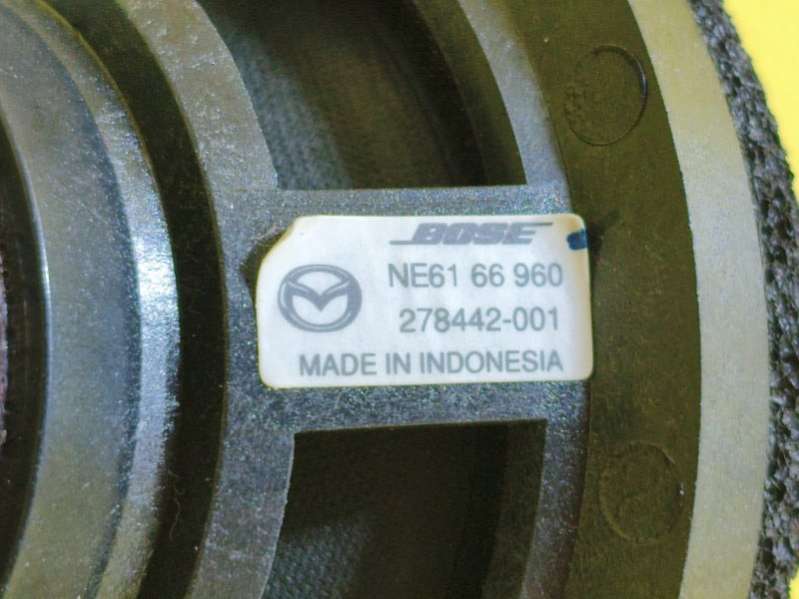 BOSE
NE61 66 960
278442-001
MADE IN INDONESIA